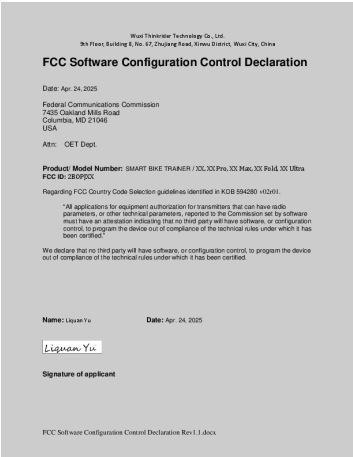 Wuxi Thinkrider Technology Co., Ltd.
9th Floor, Building E, No. 67, Zhujiang Road, Xinwu District, Wuxi City, China
FCC Software Configuration Control Declaration
Date: Apr. 24, 2025
Federal Communications Commission
7435 Oakland Mills Road
Columbia, MD 21046
USA
Attn: OET Dept.
Product/ Model Number: SMART BIKE TRAINER / XX, XX Pro, XX Max, XX Fold, XX Ultra
FCC ID: 2BOPJXX
Regarding FCC Country Code Selection guidelines identified in KDB 594280 v02r01.
"All applications for equipment authorization for transmitters that can have radio
parameters, or other technical parameters, reported to the Commission set by software
must have an attestation indicating that no third party will have software, or configuration
control, to program the device out of compliance of the technical rules under which it has
been certified."
We declare that no third party will have software, or configuration control, to program the device
out of compliance of the technical rules under which it has been certified.
Name: Liquan Yu Date: Apr. 24, 2025
Liquan Yu
Signature of applicant
FCC Software Configuration Control Declaration Rev1.1.docx